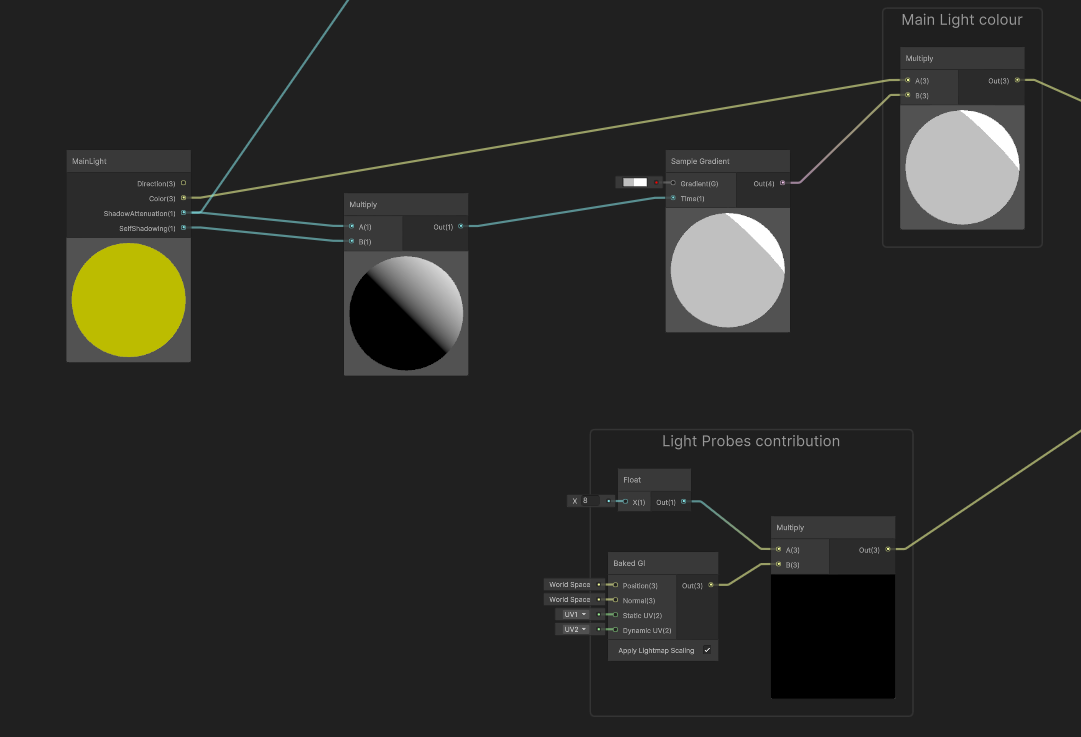 Main Light colour
Multiply
A(3)
Out(3)
B(3)
MainLight
Direction(3)
Color(3)
ShadowAttenuation(1)
SelfShadowing(1)
Multiply
A(1)
Out(1)
B(1)
Sample Gradient
Gradient(G)
Out(4)
Time(1)
Light Probes contribution
Float
X 8
X(1)
Out(1)
Multiply
A(3)
Out(3)
B(3)
Baked GI
World Space
Position(3)
Out(3)
World Space
Normal(3)
UV1
Static UV(2)
UV2
Dynamic UV(2)
Apply Lightmap Scaling